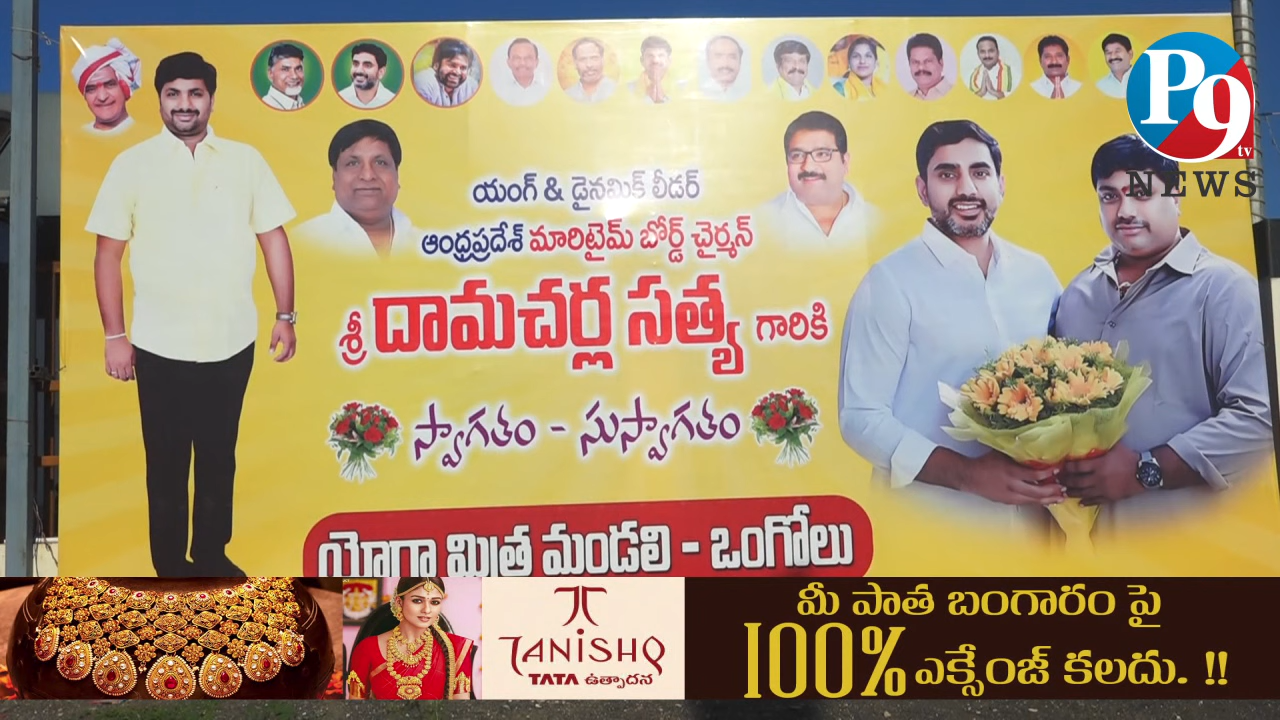 P9
tv
NEWS
యంగ్ & డైనమిక్ లీడర్
ఆంధ్రప్రదేశ్ మారిటైమ్ బోర్డ్ చైర్మన్
శ్రీ దామచర్ల సత్య గారికి
స్వాగతం - సుస్వాగతం
యోగా మిత్ర మండలి - ఒంగోలు
TANISHQ
TATA ఉత్పాదన
మీ పాత బంగారం పై
100% ఎక్సేంజ్ కలదు. !!